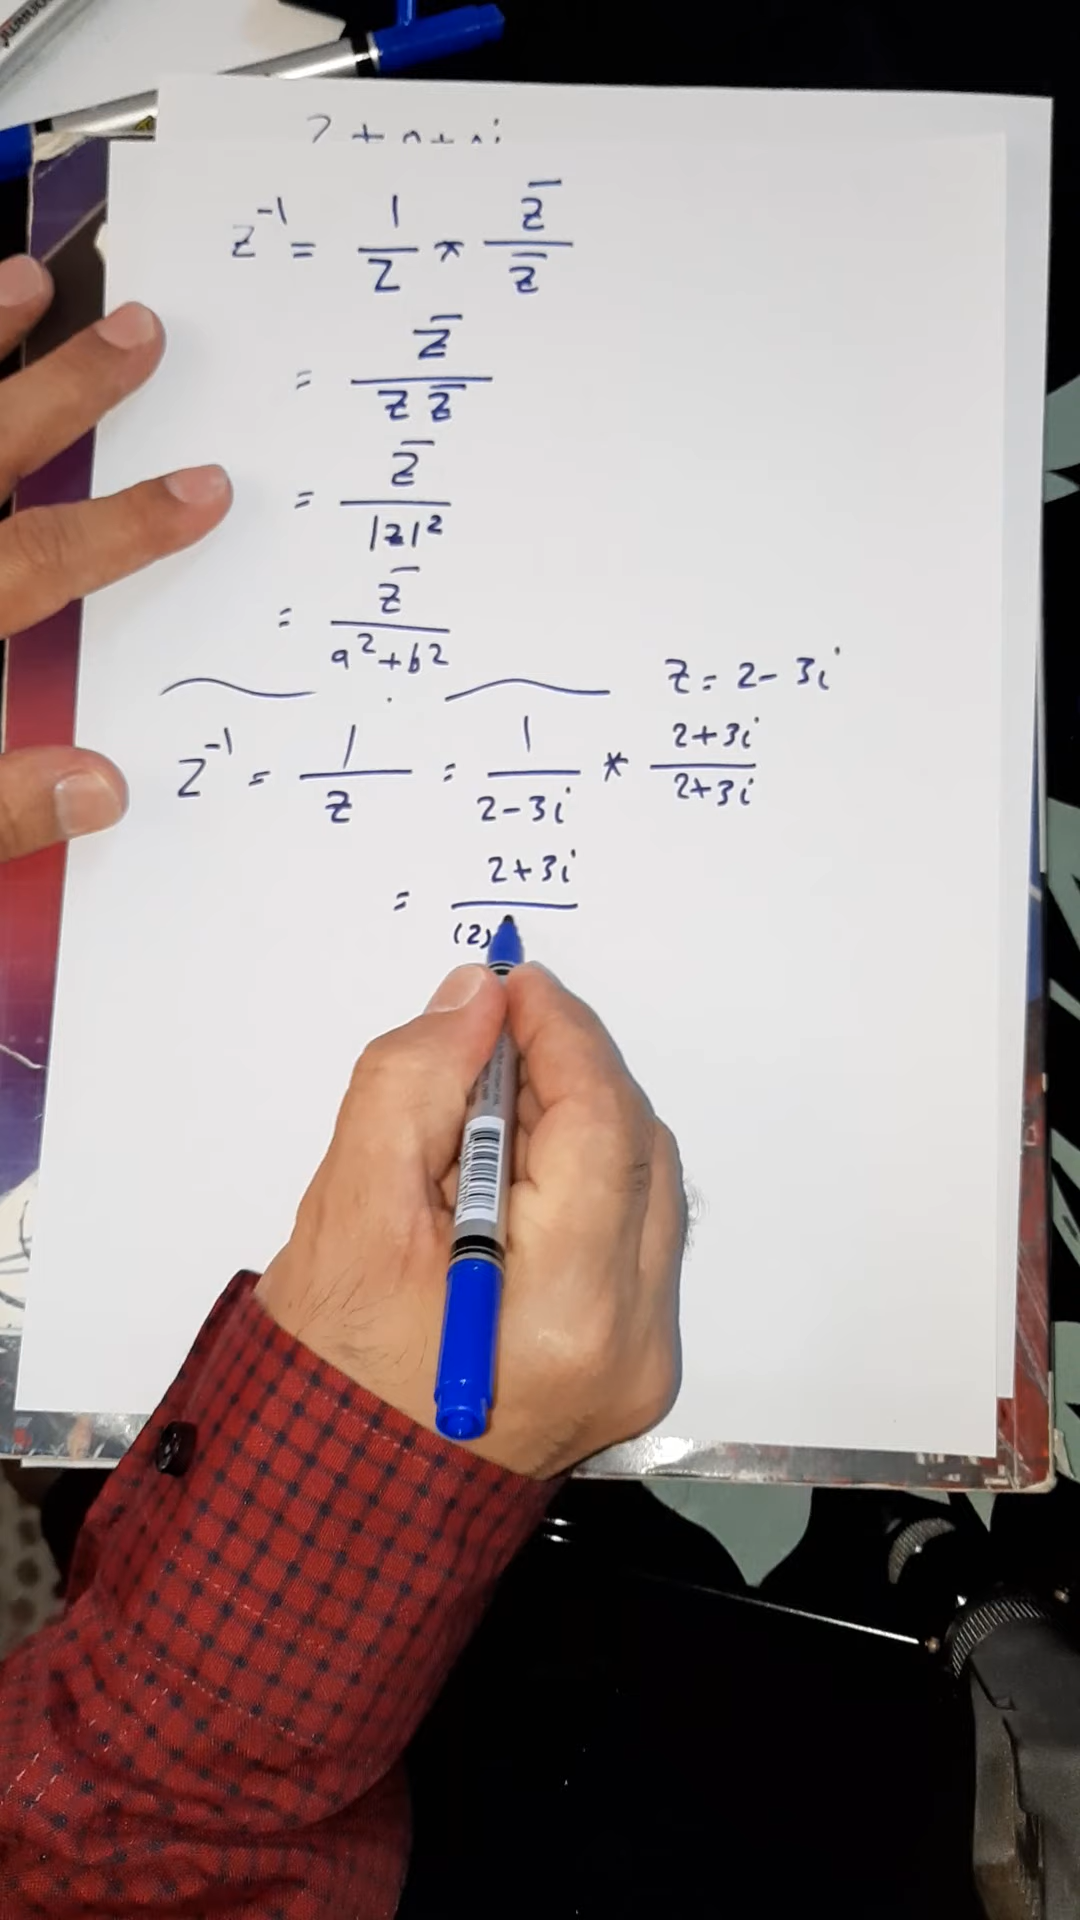 z⁻¹ = 1/z * z̄/z̄
= z̄/(z z̄)
= z̄/|z|²
= z̄/(a²+b²)
z = 2 - 3i
z⁻¹ = 1/z = 1/(2-3i) * (2+3i)/(2+3i)
= (2+3i)/(2)